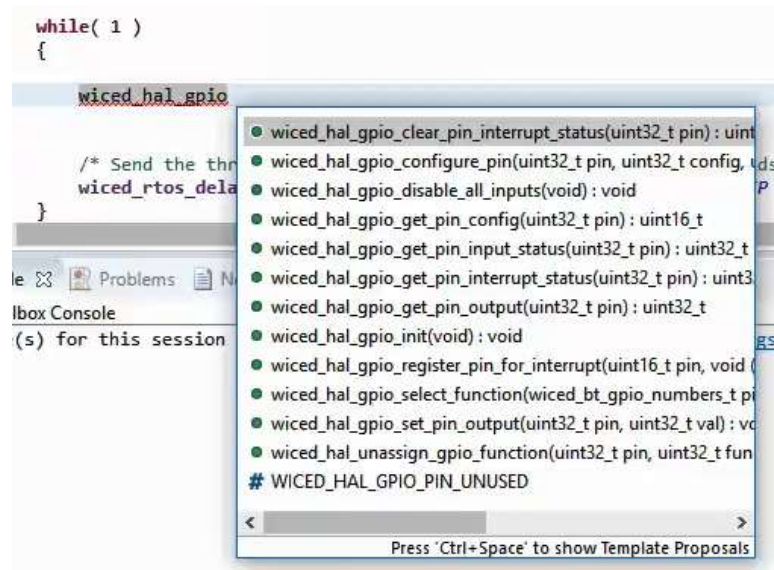 while( 1 )
{
wiced_hal_gpio
wiced_hal_gpio_clear_pin_interrupt_status(uint32_t pin) : uint
/* Send the thr
wiced_hal_gpio_configure_pin(uint32_t pin, uint32_t config, ds
wiced_rtos_dela
wiced_hal_gpio_disable_all_inputs(void) : void
P
}
wiced_hal_gpio_get_pin_config(uint32_t pin) : uint16_t
wiced_hal_gpio_get_pin_input_status(uint32_t pin) : uint32_t
le Problems N
wiced_hal_gpio_get_pin_interrupt_status(uint32_t pin) : uint3
wiced_hal_gpio_get_pin_output(uint32_t pin) : uint32_t
lbox Console
(s) for this session
wiced_hal_gpio_init(void) : void
gs
wiced_hal_gpio_register_pin_for_interrupt(uint16_t pin, void (
wiced_hal_gpio_select_function(wiced_bt_gpio_numbers_t pi
wiced_hal_gpio_set_pin_output(uint32_t pin, uint32_t val) : vo
wiced_hal_unassign_gpio_function(uint32_t pin, uint32_t fun
# WICED_HAL_GPIO_PIN_UNUSED
Press 'Ctrl+Space' to show Template Proposals